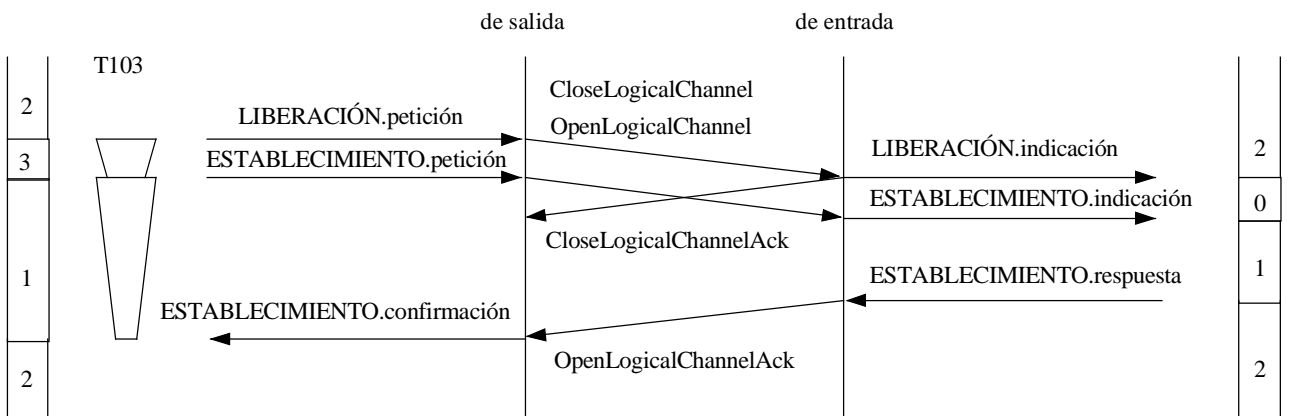 de salida
de entrada
T103
CloseLogicalChannel
2
LIBERACIÓN.petición
OpenLogicalChannel
LIBERACIÓN.indicación
2
3
ESTABLECIMIENTO.petición
ESTABLECIMIENTO.indicación
0
CloseLogicalChannelAck
1
ESTABLECIMIENTO.respuesta
1
ESTABLECIMIENTO.confirmación
OpenLogicalChannelAck
2
2